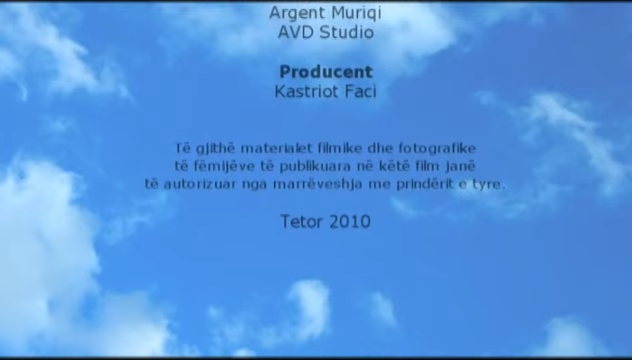 Argent Muriqi
AVD Studio
Producent
Kastriot Faci
Të gjithë materialet filmike dhe fotografike
të fëmijëve të publikuara në këtë film janë
të autorizuar nga marrëveshja me prindërit e tyre.
Tetor 2010